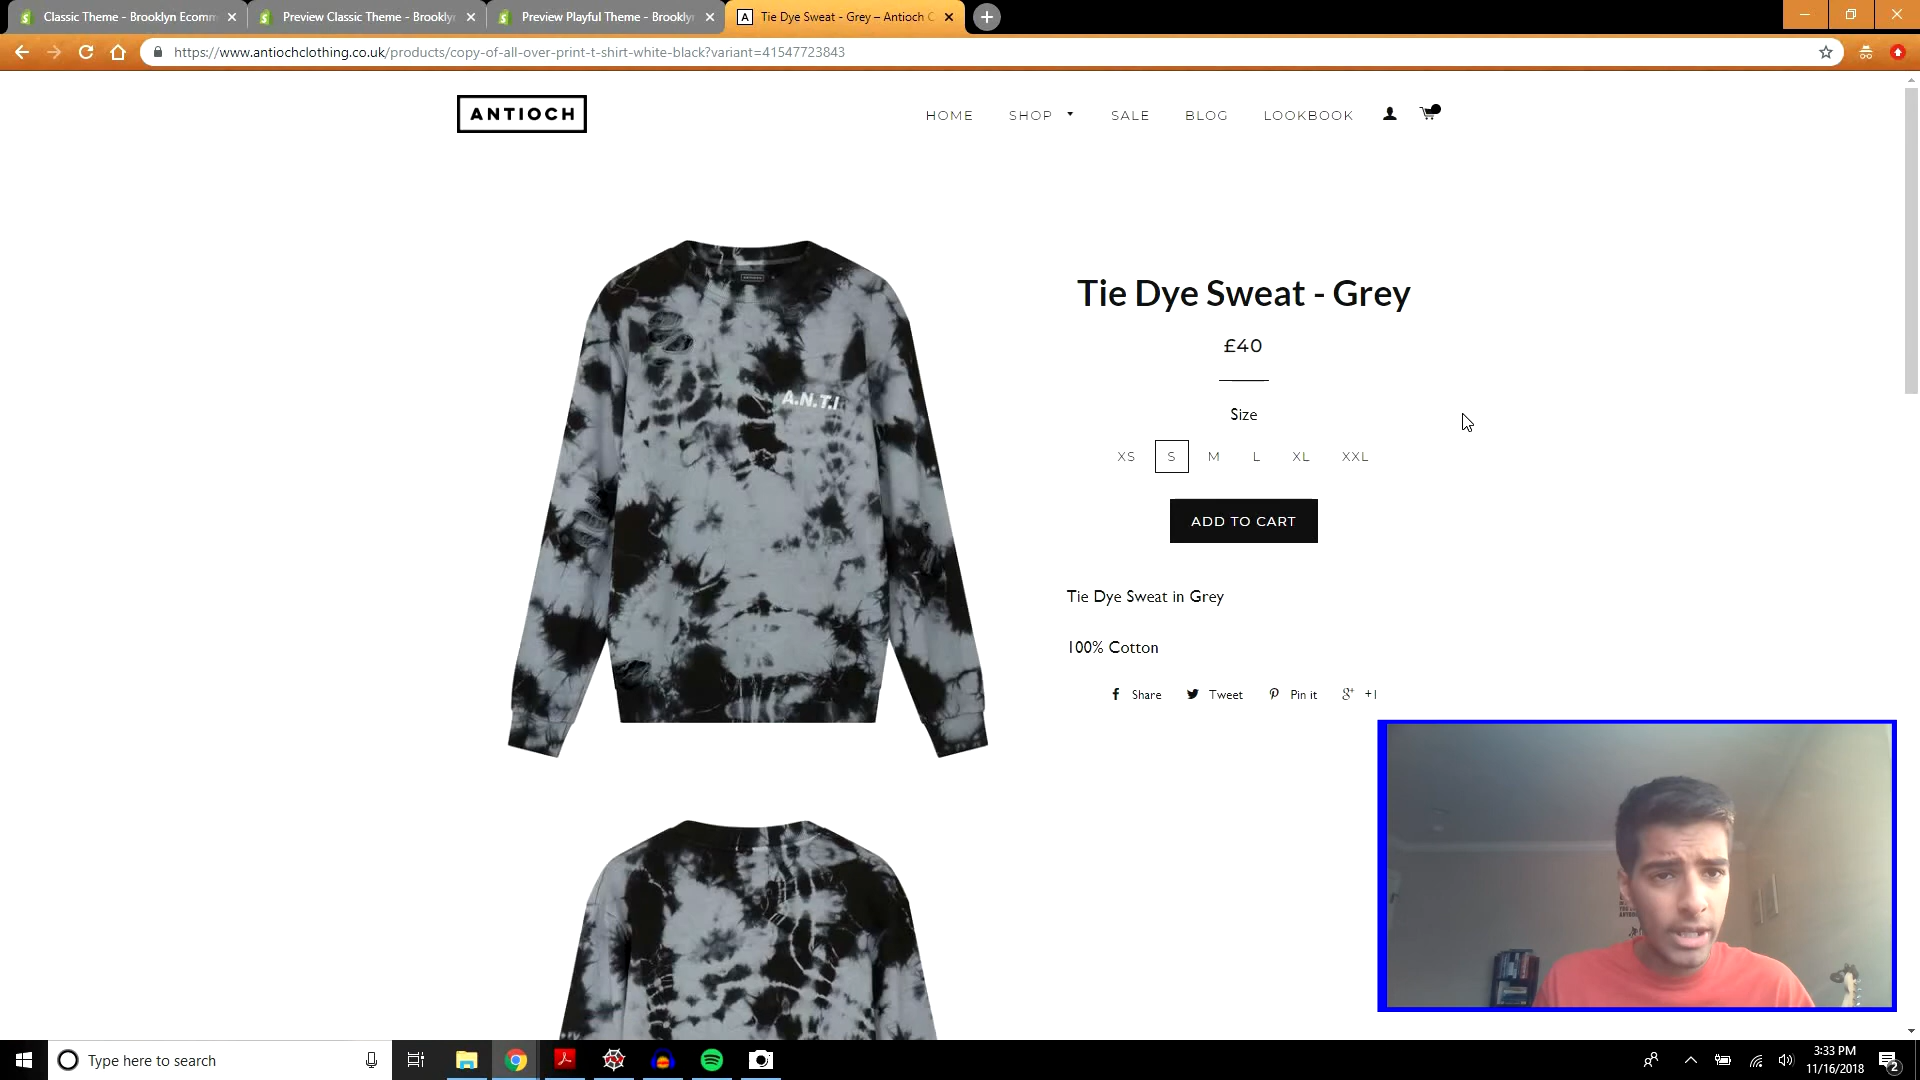 Classic Theme - Brooklyn Ecomm
Preview Classic Theme - Brookly
Preview Playful Theme - Brookly
A Tie Dye Sweat - Grey – Antioch C
https://www.antiochclothing.co.uk/products/copy-of-all-over-print-t-shirt-white-black?variant=41547723843
ANTIOCH
HOME
SHOP
SALE
BLOG
LOOKBOOK
Tie Dye Sweat - Grey
£40
A.N.T.I
Size
XS
S
M
L
XL
XXL
ADD TO CART
Tie Dye Sweat in Grey
100% Cotton
Share
Tweet
Pin it
+1
Type here to search
3:33 PM
11/16/2018
2